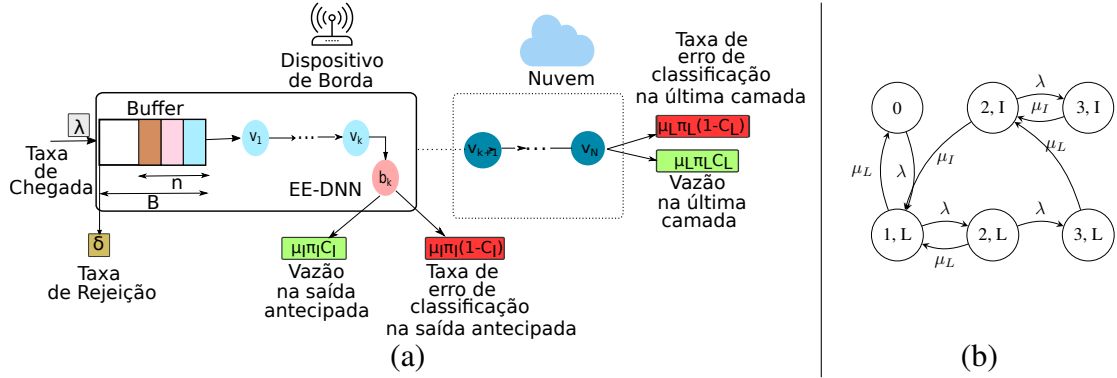 Dispositivo
de Borda
Nuvem
Taxa de
erro de
classificação
na última camada
Buffer
λ
Taxa
de
Chegada
n
B
v1
...
vk
bk
EE-DNN
vk+1
...
vN
μLπL(1-CL)
μLπLCL
Vazão
na última
camada
δ
Taxa
de Rejeição
μIπICI
Vazão
na saída
antecipada
μIπI(1-CI)
Taxa de
erro de
classificação
na saída antecipada
(a)
0
2, I
λ
μI
3, I
μL
λ
μI
μL
1, L
λ
μL
2, L
λ
3, L
(b)